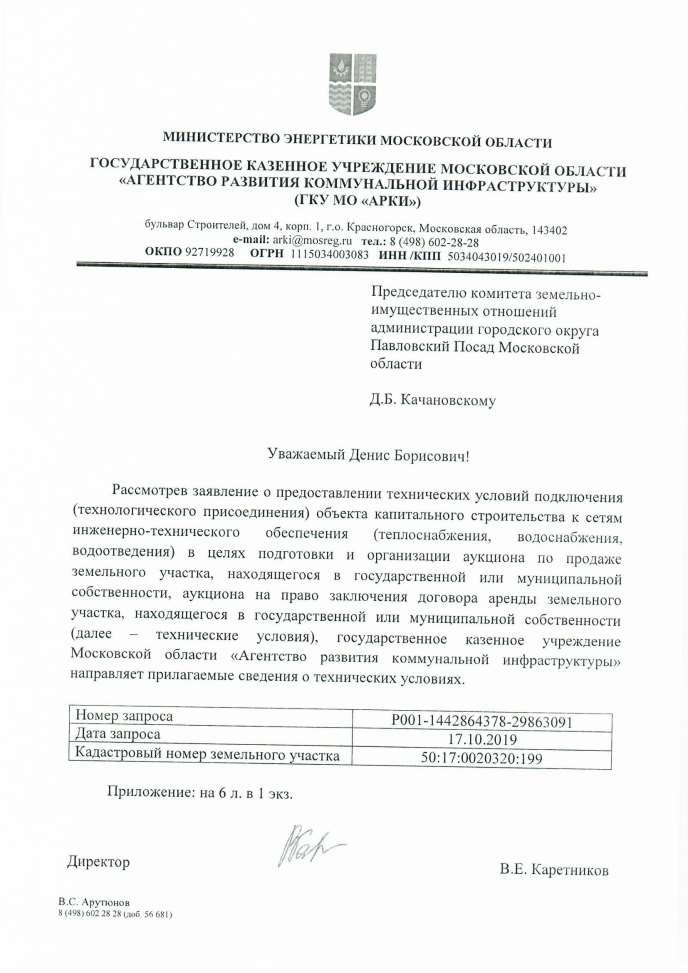 МИНИСТЕРСТВО ЭНЕРГЕТИКИ МОСКОВСКОЙ ОБЛАСТИ
ГОСУДАРСТВЕННОЕ КАЗЕННОЕ УЧРЕЖДЕНИЕ МОСКОВСКОЙ ОБЛАСТИ
«АГЕНТСТВО РАЗВИТИЯ КОММУНАЛЬНОЙ ИНФРАСТРУКТУРЫ»
(ГКУ МО «АРКИ»)
бульвар Строителей, дом 4, корп. 1, г.о. Красногорск, Московская область, 143402
e-mail: arki@mosreg.ru тел.: 8 (498) 602-28-28
ОКПО 92719928 ОГРН 1115034003083 ИНН /КПП 5034043019/502401001
Председателю комитета земельно-
имущественных отношений
администрации городского округа
Павловский Посад Московской
области
Д.Б. Качановскому
Уважаемый Денис Борисович!
Рассмотрев заявление о предоставлении технических условий подключения
(технологического присоединения) объекта капитального строительства к сетям
инженерно-технического обеспечения (теплоснабжения, водоснабжения,
водоотведения) в целях подготовки и организации аукциона по продаже
земельного участка, находящегося в государственной или муниципальной
собственности, аукциона на право заключения договора аренды земельного
участка, находящегося в государственной или муниципальной собственности
(далее – технические условия), государственное казенное учреждение
Московской области «Агентство развития коммунальной инфраструктуры»
направляет прилагаемые сведения о технических условиях.
Номер запроса P001-1442864378-29863091
Дата запроса 17.10.2019
Кадастровый номер земельного участка 50:17:0020320:199
Приложение: на 6 л. в 1 экз.
Директор В.Е. Каретников
В.С. Арутюнов
8 (498) 602 28 28 (доб. 56 681)